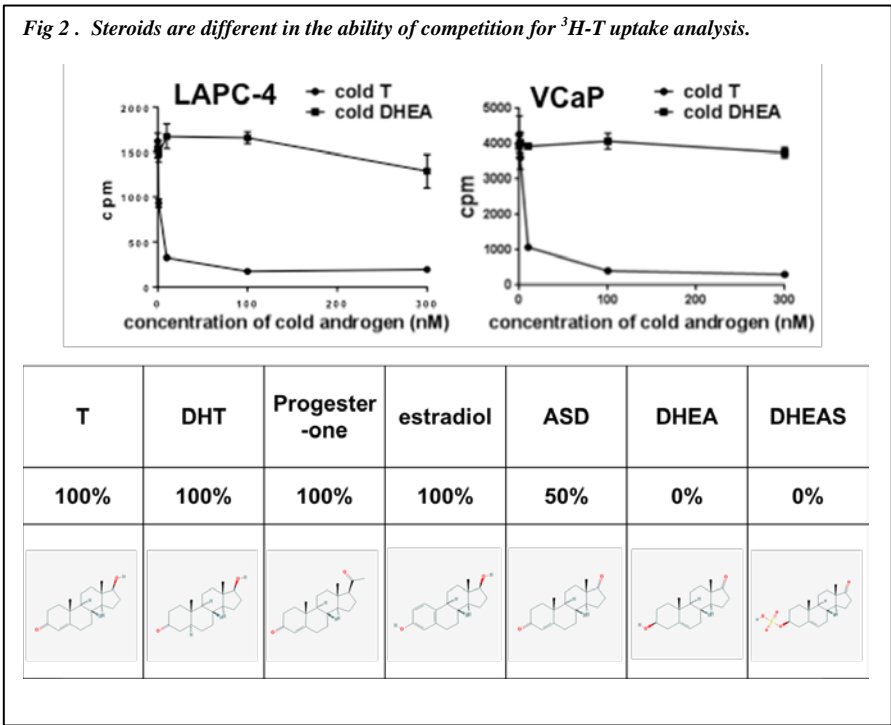 Fig 2 . Steroids are different in the ability of competition for ³H-T uptake analysis.
LAPC-4
cold T
cold DHEA
2000
1500
1000
500
0
cpm
0
100
200
300
concentration of cold androgen (nM)
VCaP
cold T
cold DHEA
5000
4000
3000
2000
1000
0
cpm
0
100
200
300
concentration of cold androgen (nM)
T
DHT
Progester
-one
estradiol
ASD
DHEA
DHEAS
100%
100%
100%
100%
50%
0%
0%